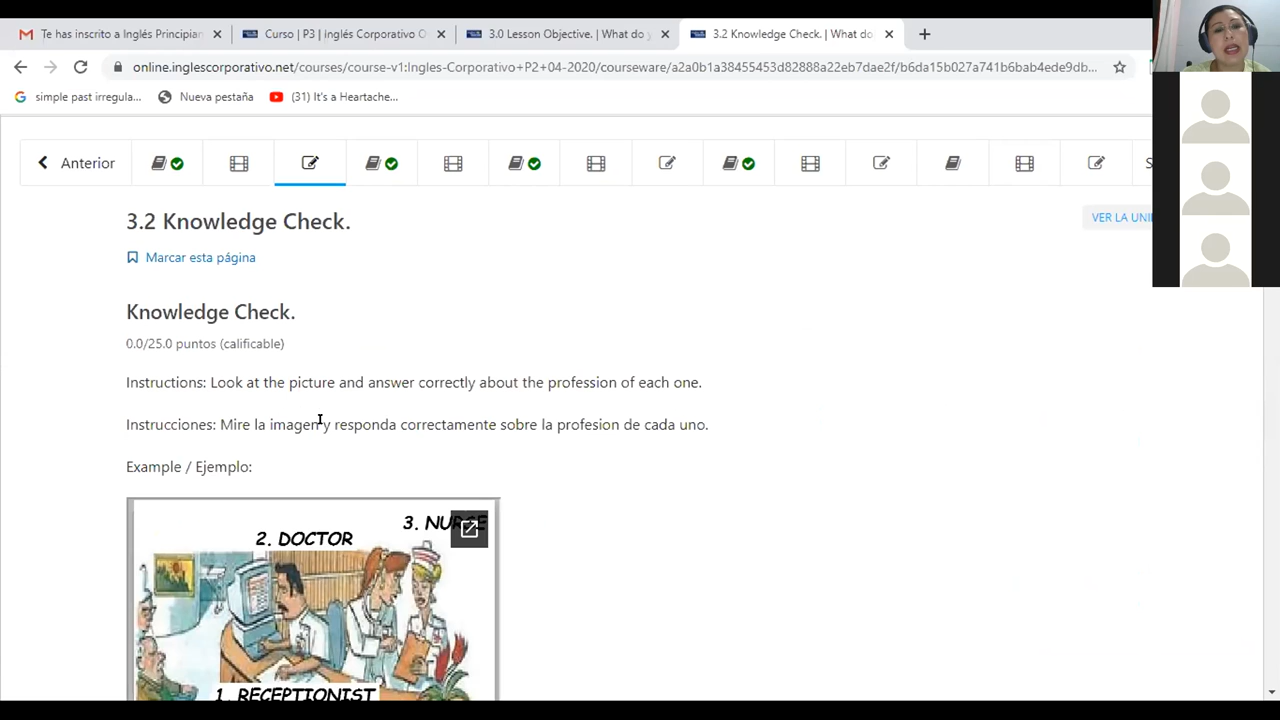 Te has inscrito a Inglés Principian
Curso | P3 | inglés Corporativo O
3.0 Lesson Objective. | What do y
3.2 Knowledge Check. | What do
online.inglescorporativo.net/courses/course-v1:Ingles-Corporativo+P2+04-2020/courseware/a2a0b1a38455453d82888a22eb7dae2f/b6da15b027a741b6bab4ede9db...
simple past irregula...
Nueva pestaña
(31) It's a Heartache...
Anterior
S
3.2 Knowledge Check.
VER LA UNI
Marcar esta página
Knowledge Check.
0.0/25.0 puntos (calificable)
Instructions: Look at the picture and answer correctly about the profession of each one.
Instrucciones: Mire la imagen y responda correctamente sobre la profesion de cada uno.
Example / Ejemplo:
3. NURSE
2. DOCTOR
1. RECEPTIONIST